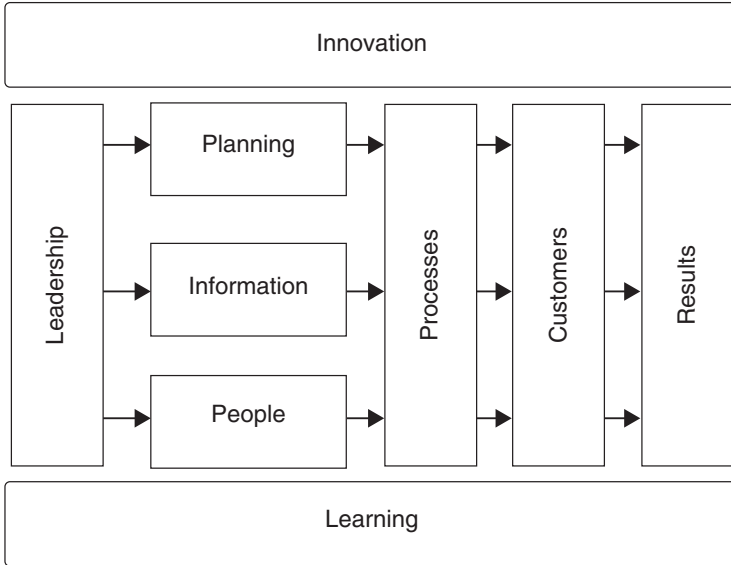 Innovation
Leadership
Planning
Information
People
Processes
Customers
Results
Learning